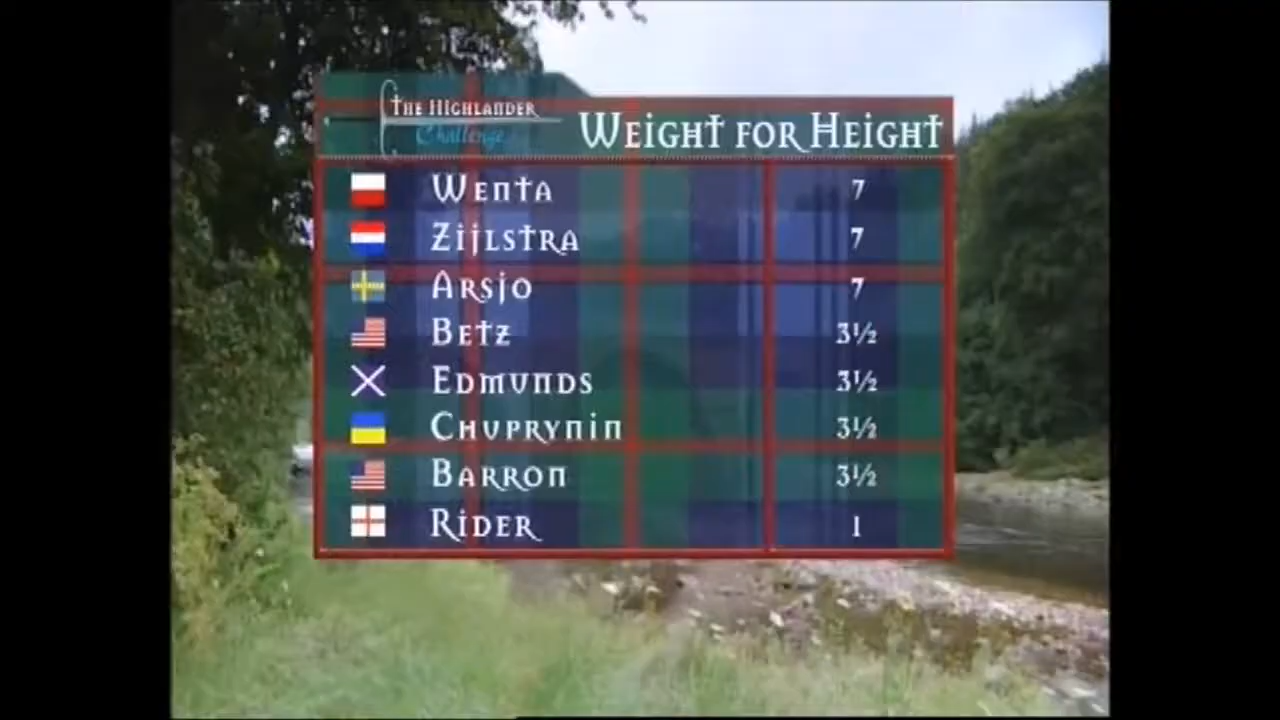 The Highlander
Challenge
Weight for Height
Wenta 7
Zijlstra 7
Arsjo 7
Betz 3½
Edmunds 3½
Chuprynin 3½
Barron 3½
Rider 1